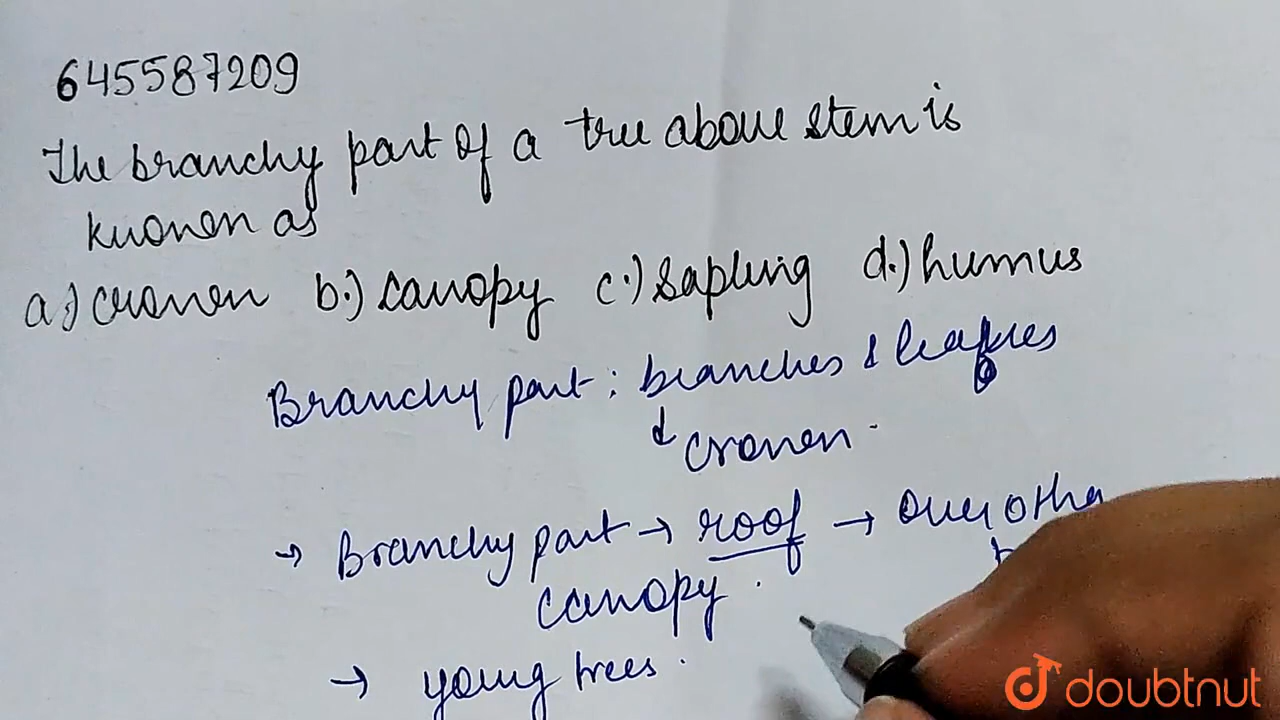 645587209
The branchy part of a tree above stem is
known as
a.) crown b.) canopy c.) sapling d.) humus
Branchy part : branches & leaves
↓ crown.
→ Branchy part → roof → over other
canopy.
→ young trees.
doubtnut